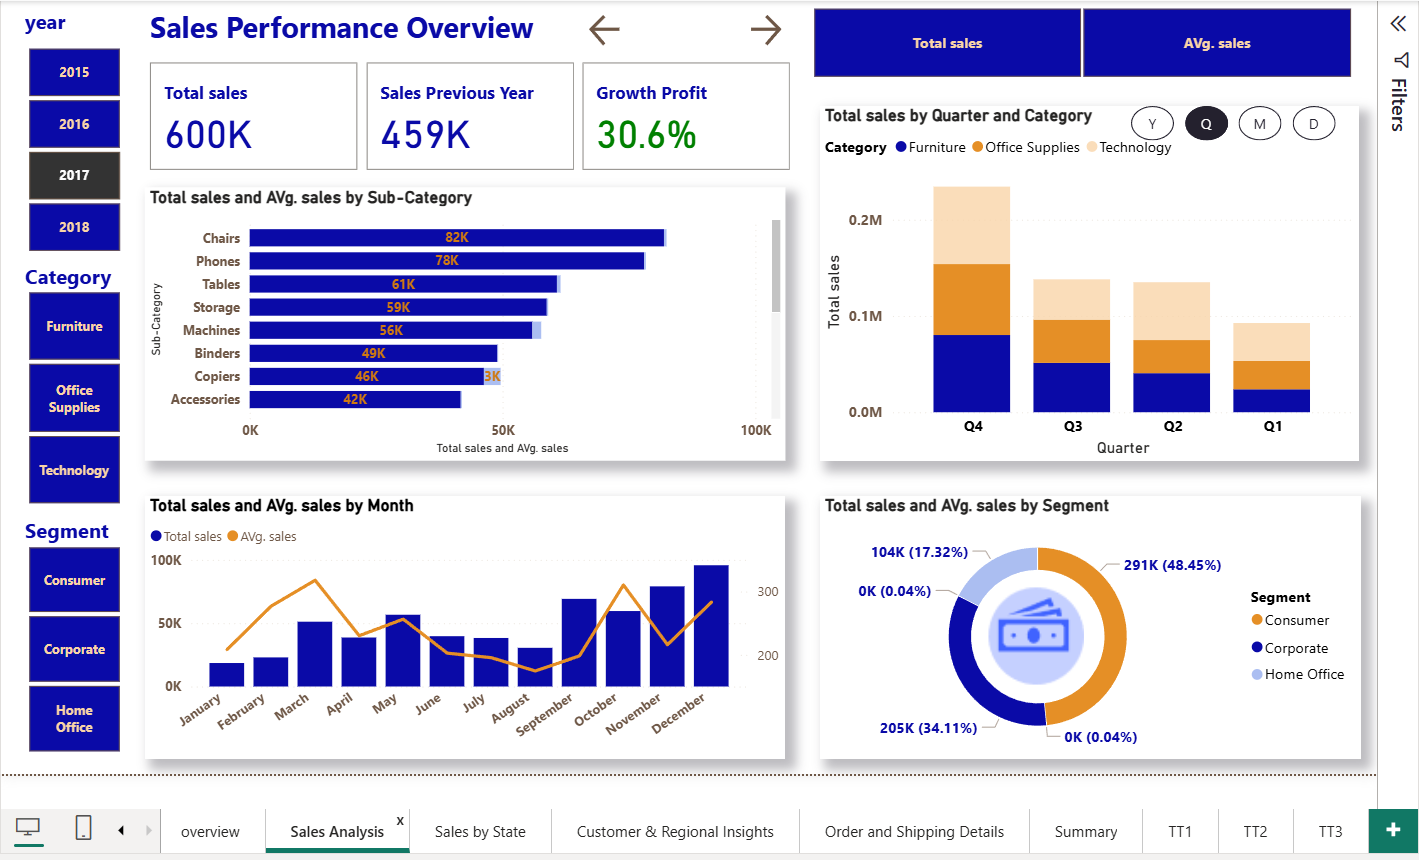 year
2015
2016
2017
2018
Category
Furniture
Office
Supplies
Technology
Segment
Consumer
Corporate
Home
Office
Sales Performance Overview
Total sales
600K
Sales Previous Year
459K
Growth Profit
30.6%
Total sales
AVg. sales
Filters
Total sales and AVg. sales by Sub-Category
Sub-Category
Chairs 82K
Phones 78K
Tables 61K
Storage 59K
Machines 56K
Binders 49K
Copiers 46K 3K
Accessories 42K
0K 50K 100K
Total sales and AVg. sales
Total sales by Quarter and Category
Y Q M D
Category Furniture Office Supplies Technology
Total sales
0.2M
0.1M
0.0M
Q4 Q3 Q2 Q1
Quarter
Total sales and AVg. sales by Month
Total sales AVg. sales
100K
50K
0K
300
200
January February March April May June July August September October November December
Total sales and AVg. sales by Segment
104K (17.32%)
291K (48.45%)
0K (0.04%)
205K (34.11%)
0K (0.04%)
Segment
Consumer
Corporate
Home Office
overview
Sales Analysis
x
Sales by State
Customer & Regional Insights
Order and Shipping Details
Summary
TT1
TT2
TT3
+